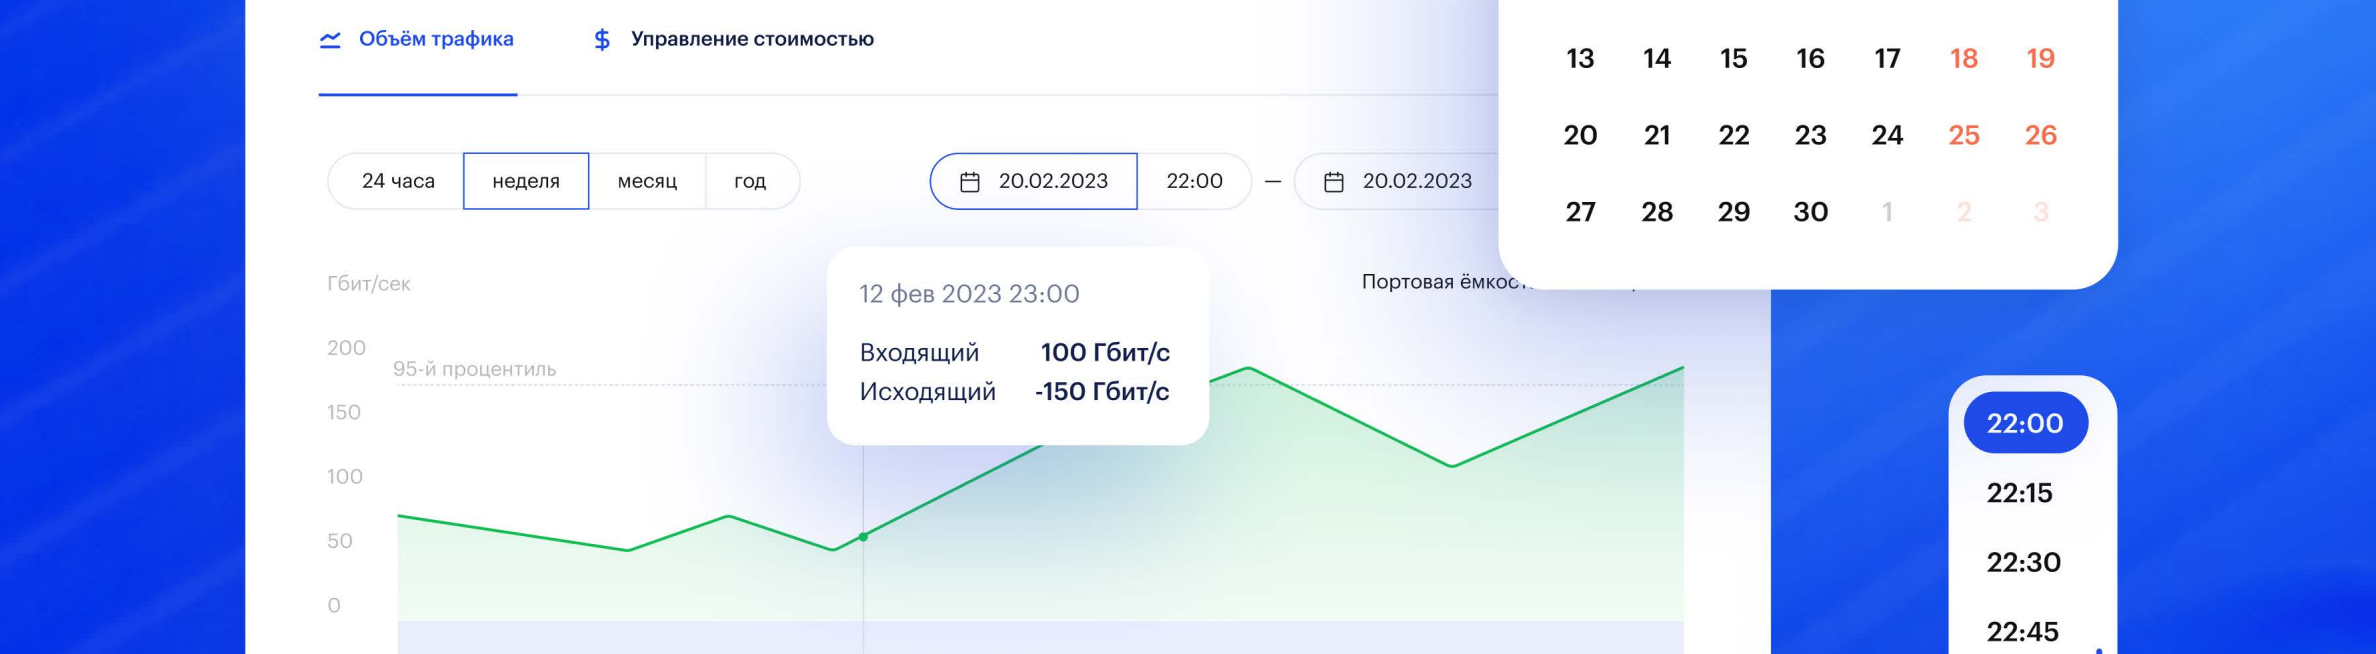 Объём трафика
$ Управление стоимостью
24 часа неделя месяц год
20.02.2023 22:00 — 20.02.2023
13 14 15 16 17 18 19
20 21 22 23 24 25 26
27 28 29 30 1 2 3
Гбит/сек
Портовая
200
150
100
50
0
95-й процентиль
12 фев 2023 23:00
Входящий 100 Гбит/с
Исходящий -150 Гбит/с
22:00
22:15
22:30
22:45